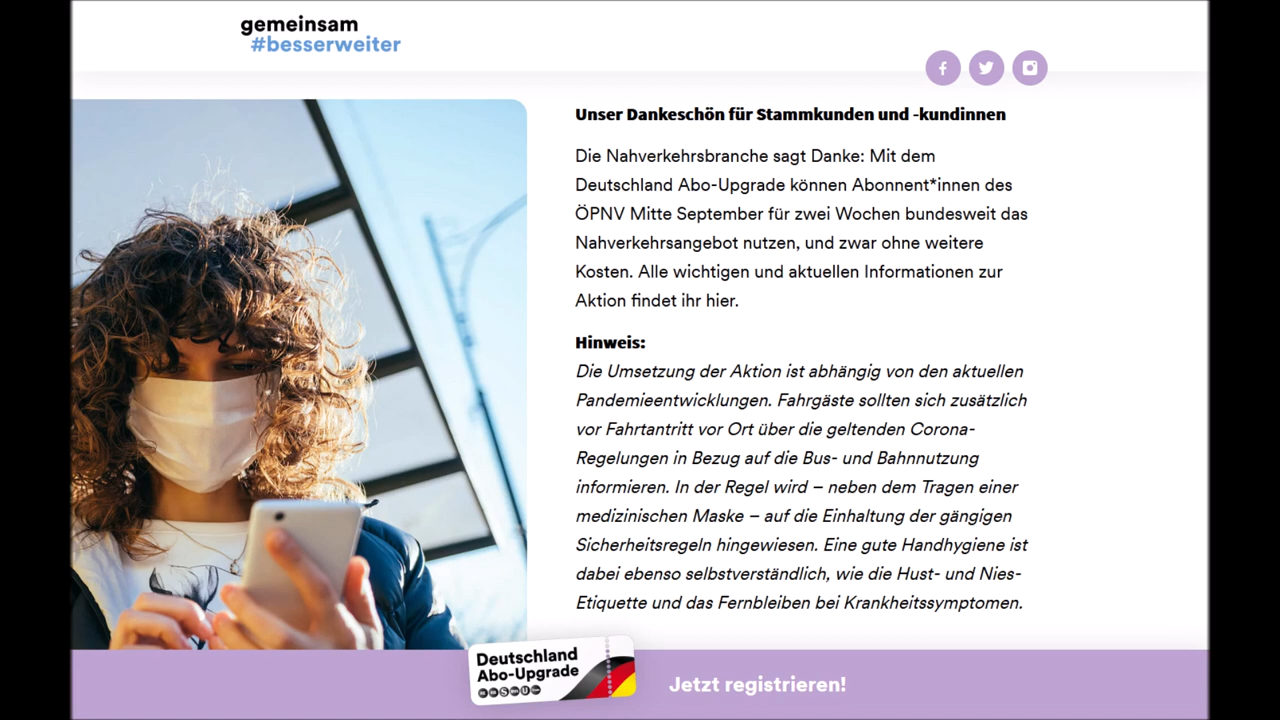 gemeinsam
#besserweiter
Unser Dankeschön für Stammkunden und -kundinnen
Die Nahverkehrsbranche sagt Danke: Mit dem
Deutschland Abo-Upgrade können Abonnent*innen des
ÖPNV Mitte September für zwei Wochen bundesweit das
Nahverkehrsangebot nutzen, und zwar ohne weitere
Kosten. Alle wichtigen und aktuellen Informationen zur
Aktion findet ihr hier.
Hinweis:
Die Umsetzung der Aktion ist abhängig von den aktuellen
Pandemieentwicklungen. Fahrgäste sollten sich zusätzlich
vor Fahrtantritt vor Ort über die geltenden Corona-
Regelungen in Bezug auf die Bus- und Bahnnutzung
informieren. In der Regel wird – neben dem Tragen einer
medizinischen Maske – auf die Einhaltung der gängigen
Sicherheitsregeln hingewiesen. Eine gute Handhygiene ist
dabei ebenso selbstverständlich, wie die Hust- und Nies-
Etiquette und das Fernbleiben bei Krankheitssymptomen.
Deutschland
Abo-Upgrade
Jetzt registrieren!